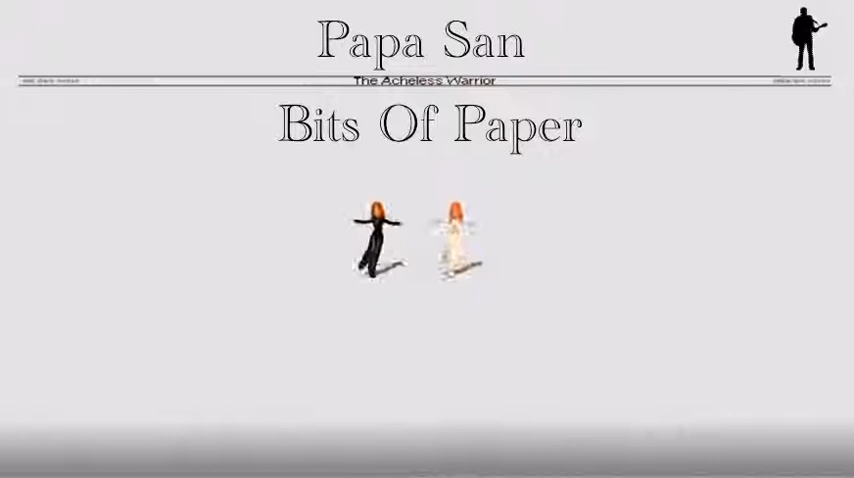 Papa San
The Acheless Warrior
Bits Of Paper